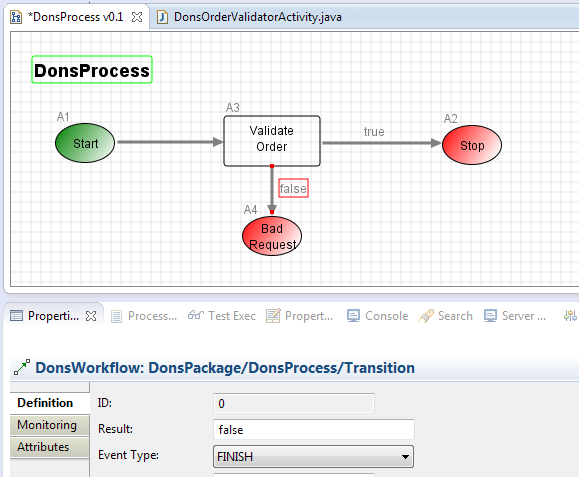 *DonsProcess v0.1
DonsOrderValidatorActivity.java
DonsProcess
A1
Start
A3
Validate
Order
true
A2
Stop
false
A4
Bad
Request
Properti...
Process...
Test Exec
Propert...
Console
Search
Server ...
DonsWorkflow: DonsPackage/DonsProcess/Transition
Definition
Monitoring
Attributes
ID:
0
Result:
false
Event Type:
FINISH